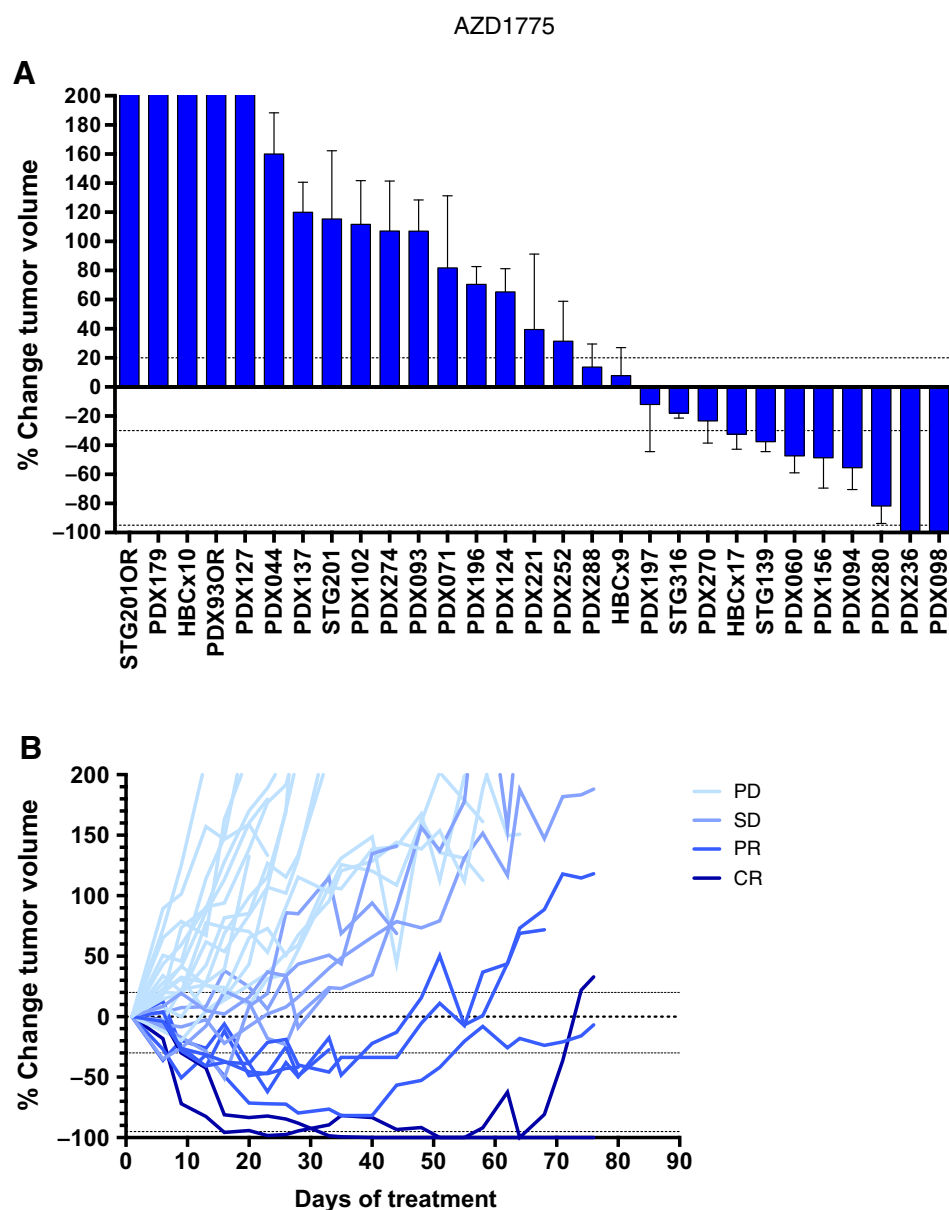 AZD1775
A
% Change tumor volume
200
180
160
140
120
100
80
60
40
20
0
−20
−40
−60
−80
−100
STG201OR
PDX179
HBCx10
PDX93OR
PDX127
PDX044
PDX137
STG201
PDX102
PDX274
PDX093
PDX071
PDX196
PDX124
PDX221
PDX252
PDX288
HBCx9
PDX197
STG316
PDX270
HBCx17
STG139
PDX060
PDX156
PDX094
PDX280
PDX236
PDX098
B
% Change tumor volume
200
150
100
50
0
−50
−100
0 10 20 30 40 50 60 70 80 90
Days of treatment
PD
SD
PR
CR